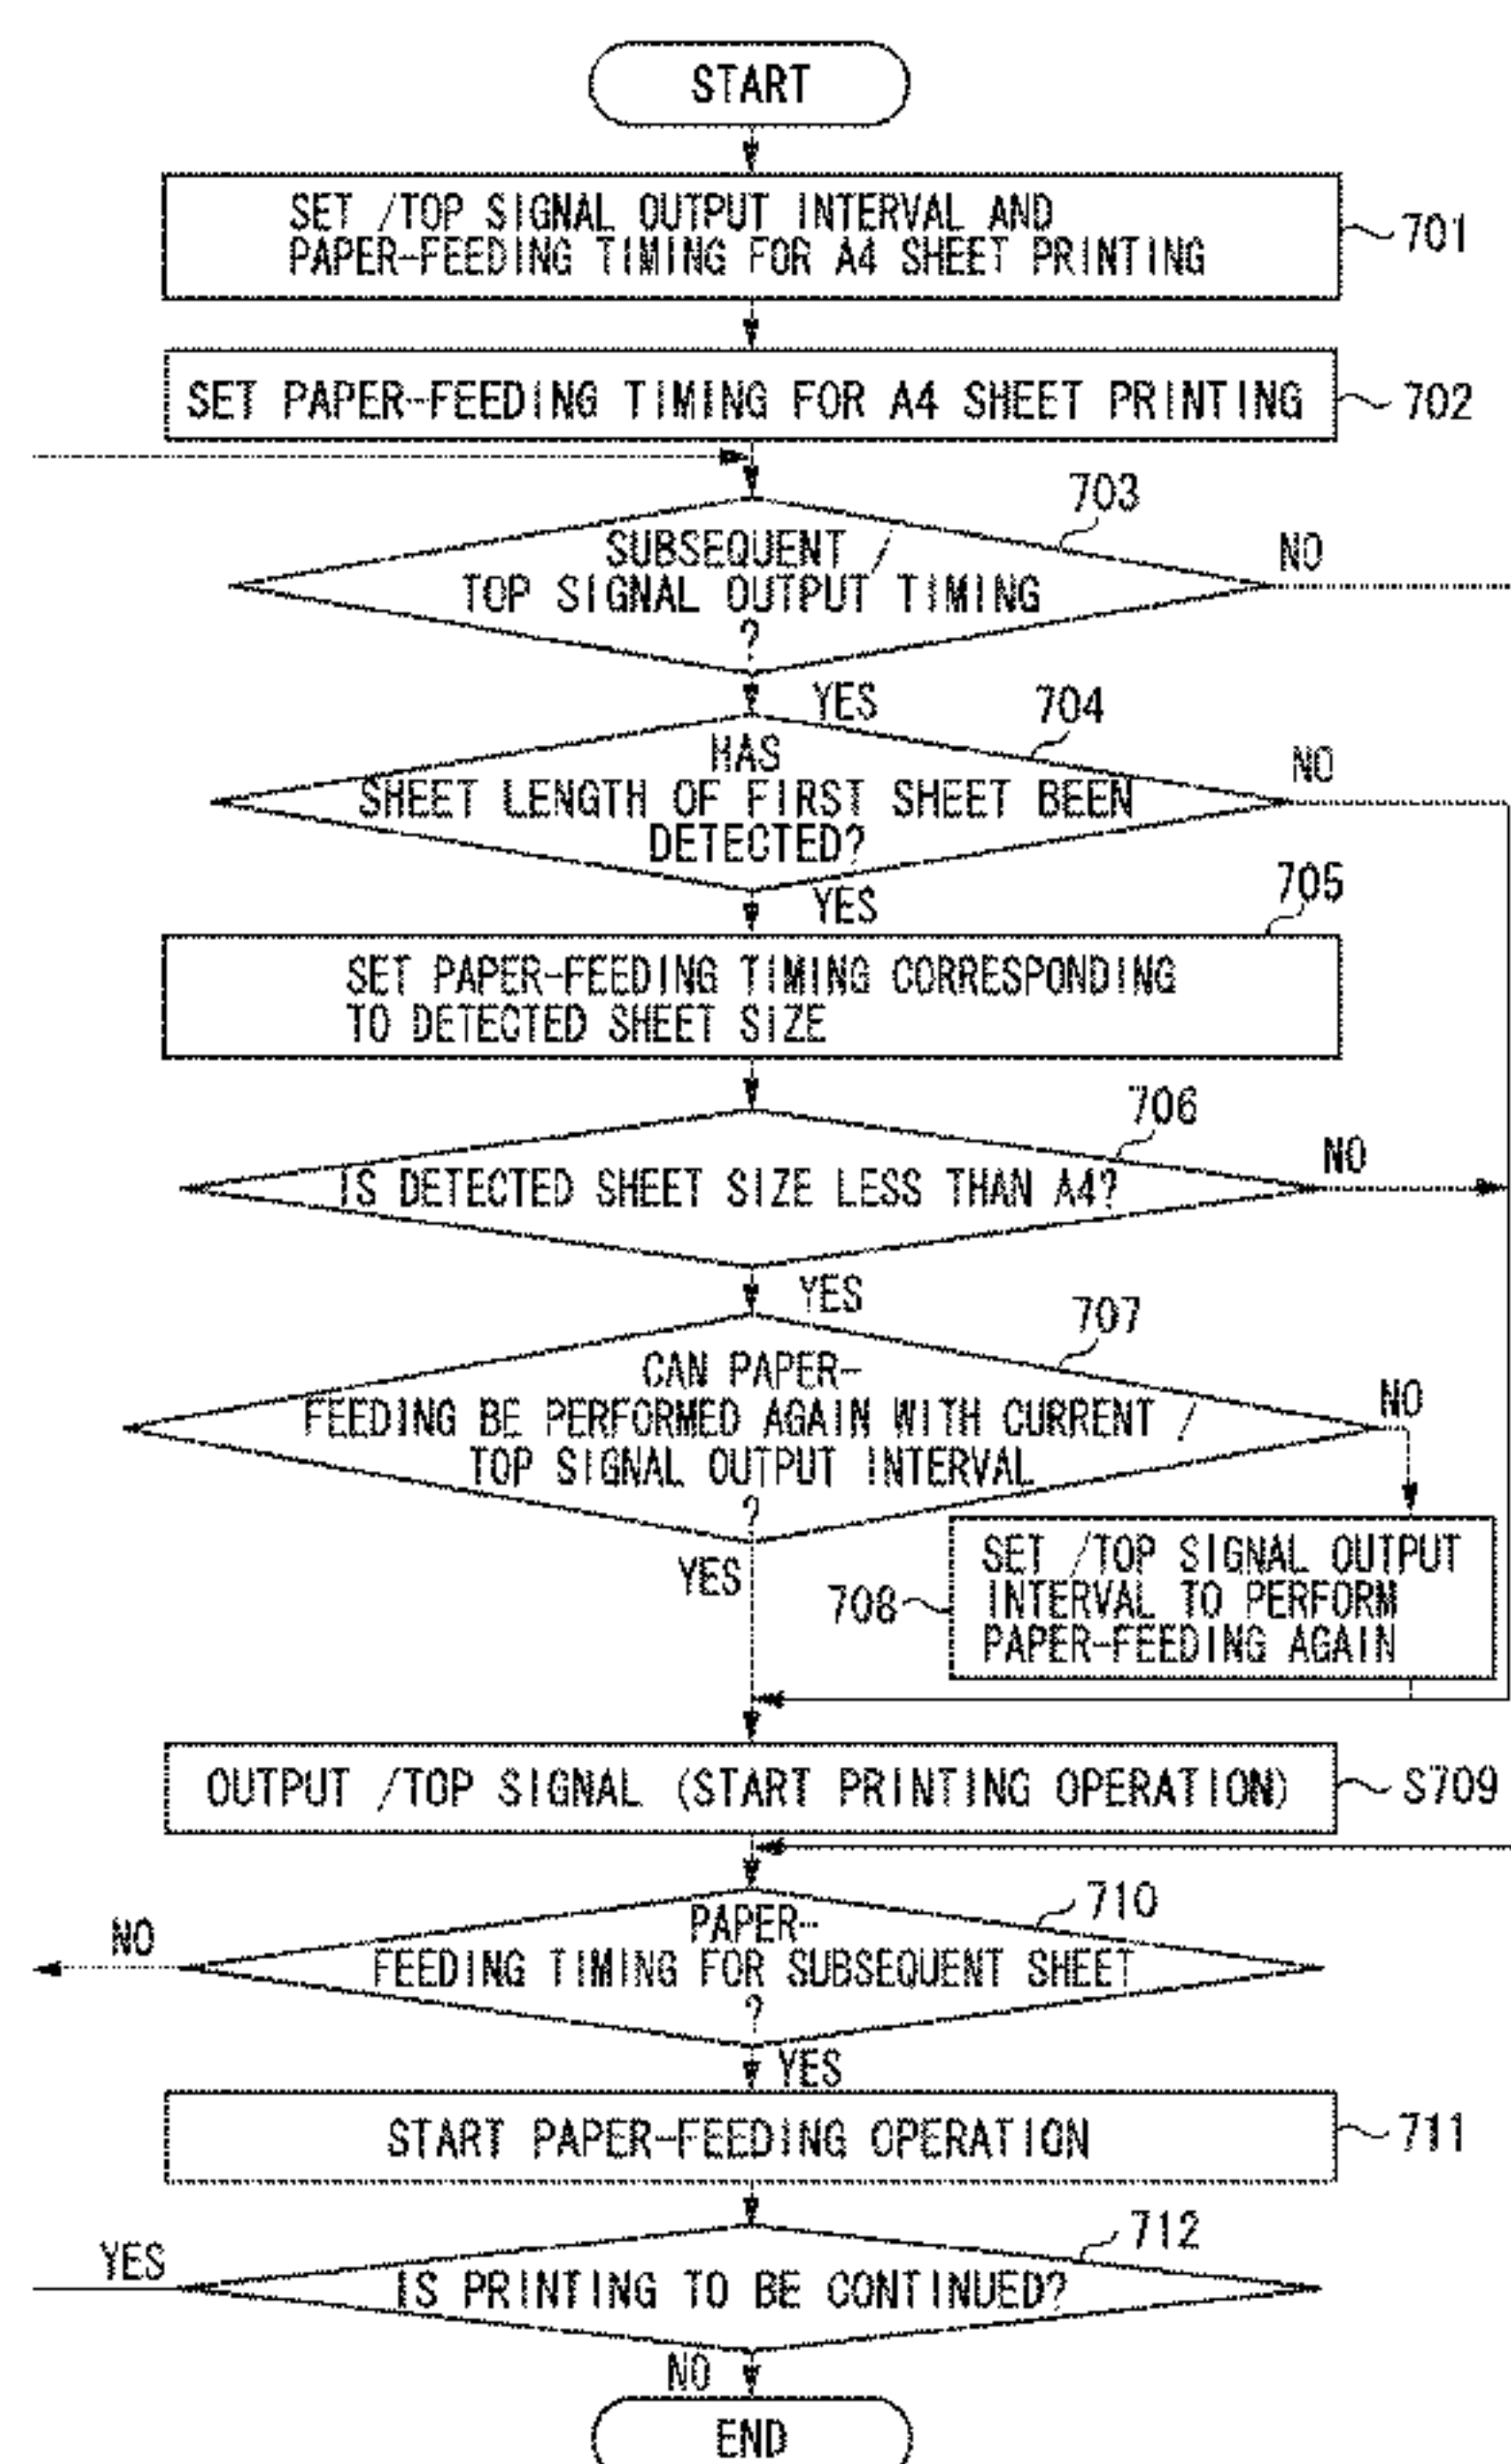 START
SET /TOP SIGNAL OUTPUT INTERVAL AND
PAPER-FEEDING TIMING FOR A4 SHEET PRINTING
701
SET PAPER-FEEDING TIMING FOR A4 SHEET PRINTING
702
703
SUBSEQUENT /
TOP SIGNAL OUTPUT TIMING
?
NO
YES
704
HAS
SHEET LENGTH OF FIRST SHEET BEEN
DETECTED?
NO
YES
705
SET PAPER-FEEDING TIMING CORRESPONDING
TO DETECTED SHEET SIZE
706
IS DETECTED SHEET SIZE LESS THAN A4?
NO
YES
707
CAN PAPER-
FEEDING BE PERFORMED AGAIN WITH CURRENT /
TOP SIGNAL OUTPUT INTERVAL
?
NO
YES
708
SET /TOP SIGNAL OUTPUT
INTERVAL TO PERFORM
PAPER-FEEDING AGAIN
OUTPUT /TOP SIGNAL (START PRINTING OPERATION)
S709
710
PAPER-
FEEDING TIMING FOR SUBSEQUENT SHEET
?
NO
YES
START PAPER-FEEDING OPERATION
711
712
IS PRINTING TO BE CONTINUED?
YES
NO
END